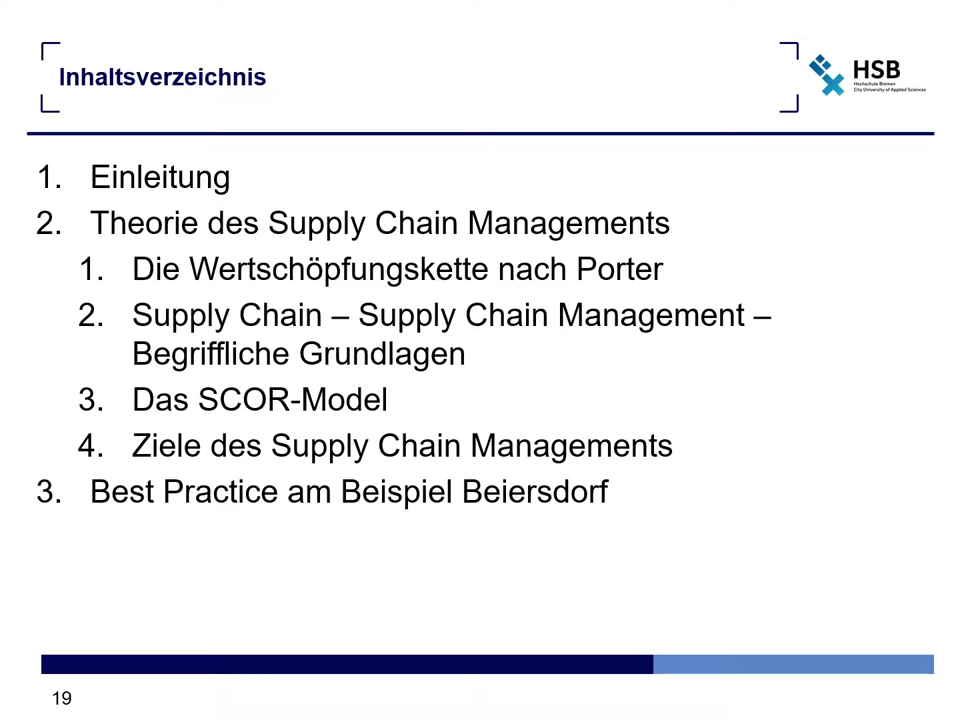 Inhaltsverzeichnis
HSB
Hochschule Bremen
City University of Applied Sciences
1. Einleitung
2. Theorie des Supply Chain Managements
1. Die Wertschöpfungskette nach Porter
2. Supply Chain – Supply Chain Management –
Begriffliche Grundlagen
3. Das SCOR-Model
4. Ziele des Supply Chain Managements
3. Best Practice am Beispiel Beiersdorf
19